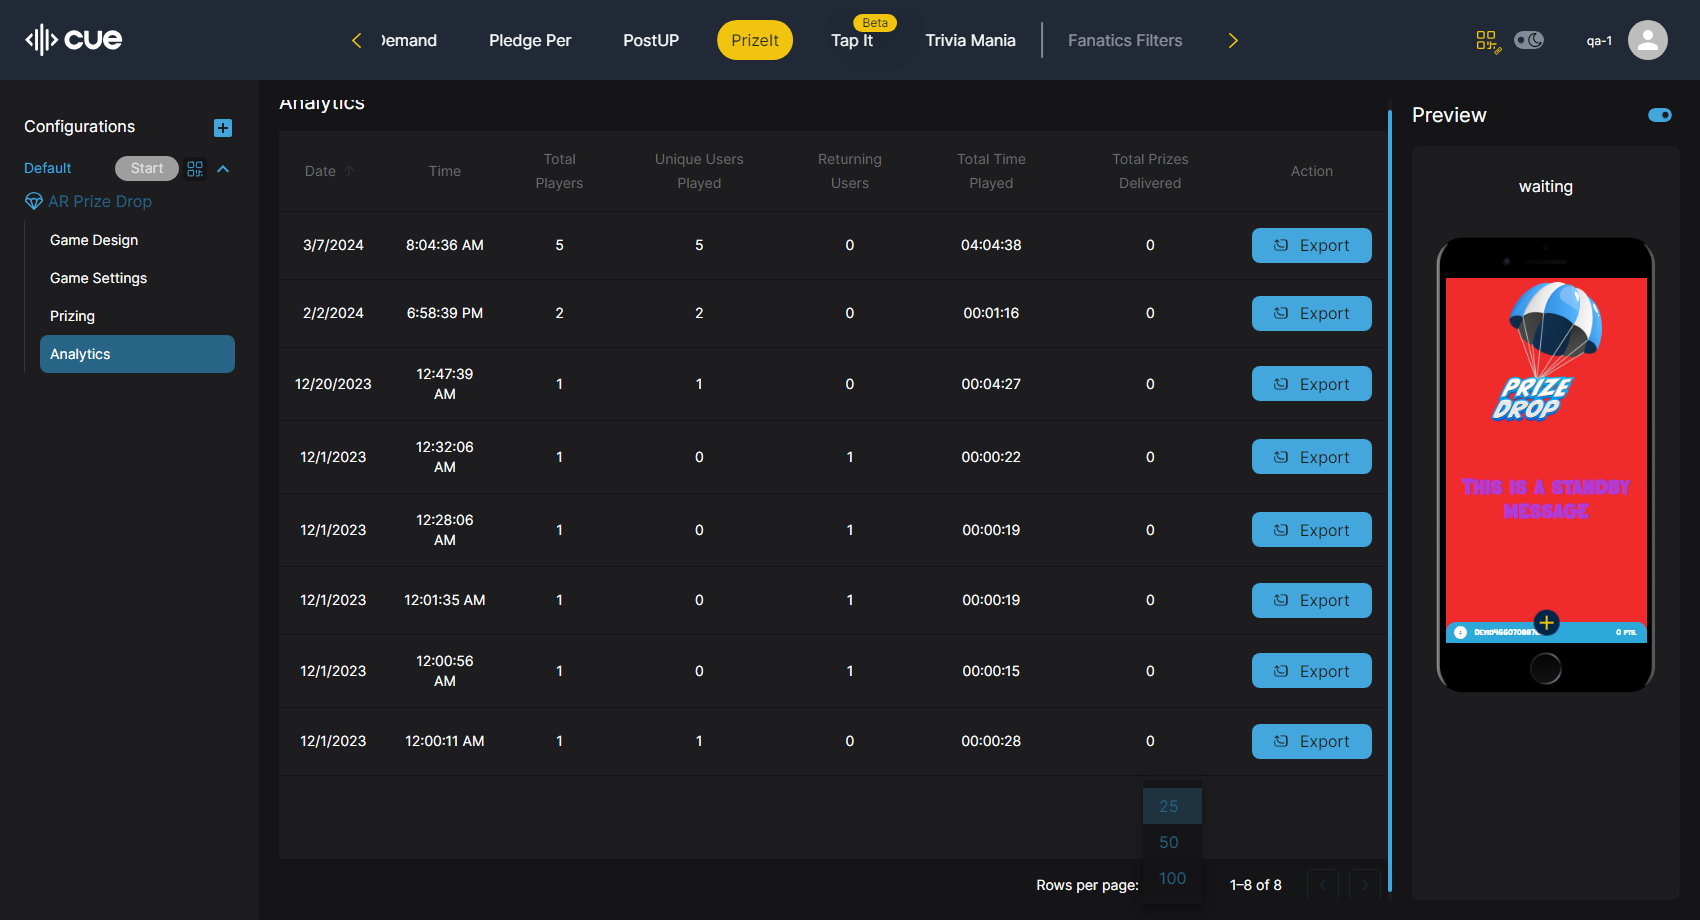 cue
Demand
Pledge Per
PostUP
PrizeIt
Beta
Tap It
Trivia Mania
Fanatics Filters
qa-1
Configurations
Default
Start
AR Prize Drop
Game Design
Game Settings
Prizing
Analytics
Analytics
Date Time Total Players Unique Users Played Returning Users Total Time Played Total Prizes Delivered Action
3/7/2024 8:04:36 AM 5 5 0 04:04:38 0 Export
2/2/2024 6:58:39 PM 2 2 0 00:01:16 0 Export
12/20/2023 12:47:39 AM 1 1 0 00:04:27 0 Export
12/1/2023 12:32:06 AM 1 0 1 00:00:22 0 Export
12/1/2023 12:28:06 AM 1 0 1 00:00:19 0 Export
12/1/2023 12:01:35 AM 1 0 1 00:00:19 0 Export
12/1/2023 12:00:56 AM 1 0 1 00:00:15 0 Export
12/1/2023 12:00:11 AM 1 1 0 00:00:28 0 Export
25
50
100
Rows per page:
1–8 of 8
Preview
waiting
PRIZE
DROP
This is a standby
message
0 pts.